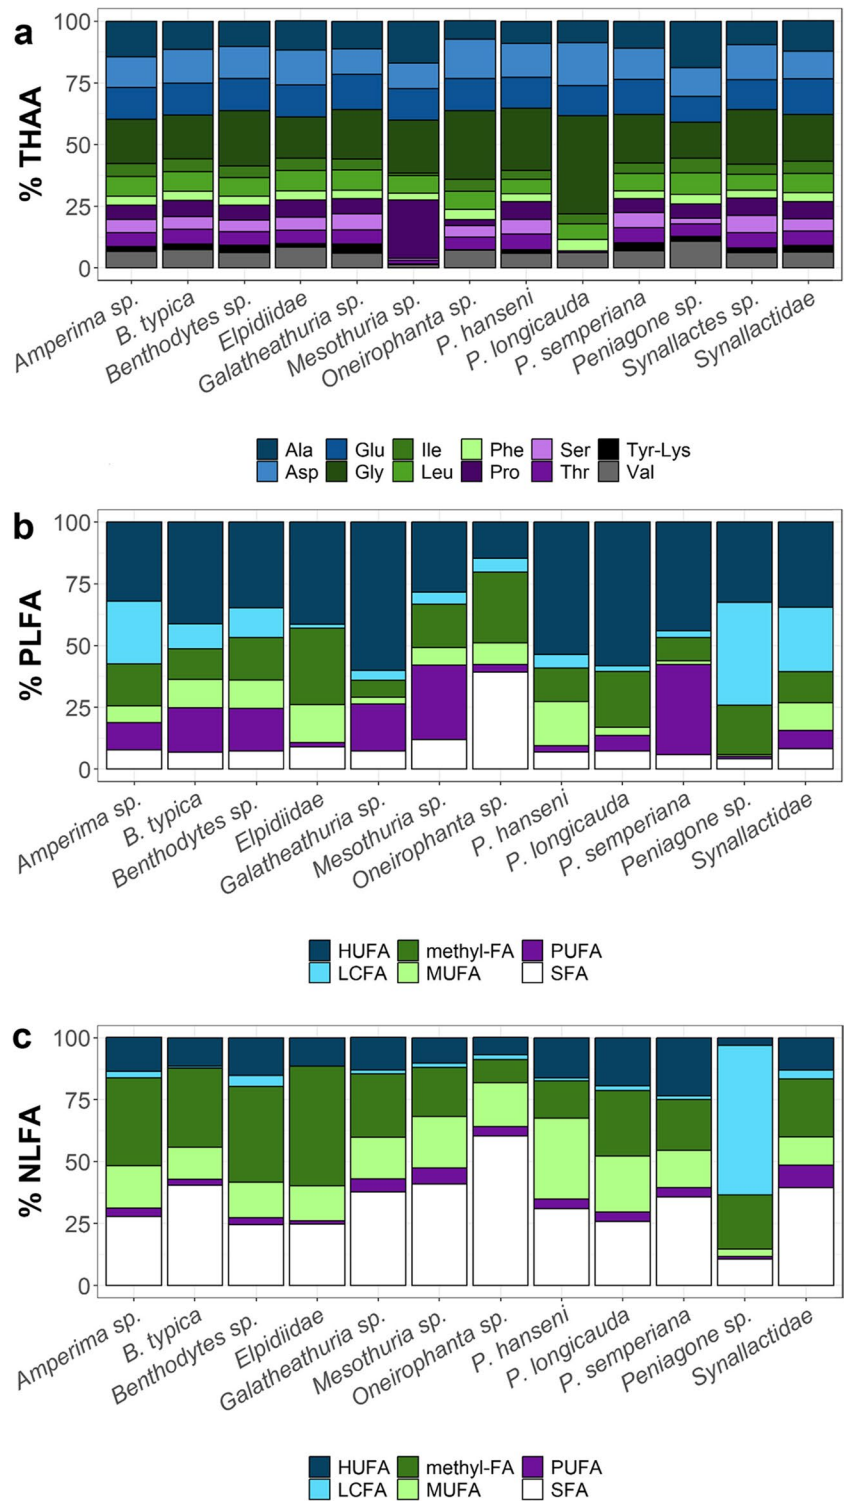 a
% THAA
100
75
50
25
0
Amperima sp.
B. typica
Benthodytes sp.
Elpidiidae
Galatheathuria sp.
Mesothuria sp.
Oneirophanta sp.
P. hanseni
P. longicauda
P. semperiana
Peniagone sp.
Synallactes sp.
Synallactidae
Ala Glu Ile Phe Ser Tyr-Lys
Asp Gly Leu Pro Thr Val
b
% PLFA
100
75
50
25
0
Amperima sp.
B. typica
Benthodytes sp.
Elpidiidae
Galatheathuria sp.
Mesothuria sp.
Oneirophanta sp.
P. hanseni
P. longicauda
P. semperiana
Peniagone sp.
Synallactidae
HUFA methyl-FA PUFA
LCFA MUFA SFA
c
% NLFA
100
75
50
25
0
Amperima sp.
B. typica
Benthodytes sp.
Elpidiidae
Galatheathuria sp.
Mesothuria sp.
Oneirophanta sp.
P. hanseni
P. longicauda
P. semperiana
Peniagone sp.
Synallactidae
HUFA methyl-FA PUFA
LCFA MUFA SFA